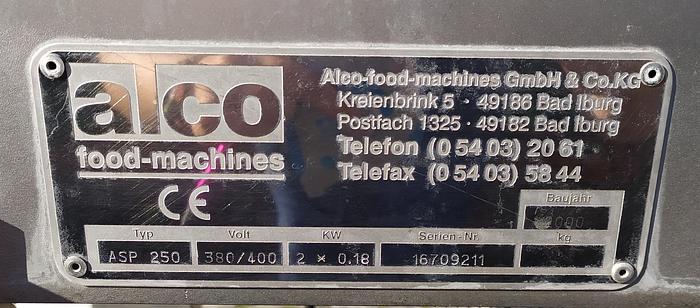 alco
food-machines
CE
Alco-food-machines GmbH & Co.KG
Kreienbrink 5 · 49186 Bad Iburg
Postfach 1325 · 49182 Bad Iburg
Telefon (0 54 03) 20 61
Telefax (0 54 03) 58 44
Baujahr
Typ Volt KW Serien-Nr. kg
ASP 250 380/400 2 * 0.18 16709211